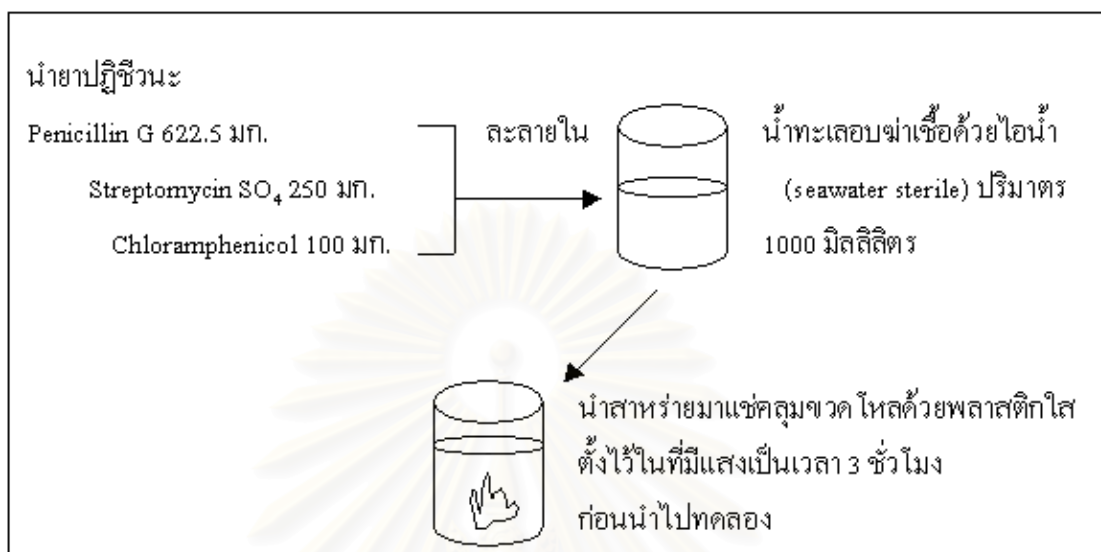 นำยาปฏิชีวนะ
Penicillin G 622.5 มก.
Streptomycin SO4 250 มก.
Chloramphenicol 100 มก.
ละลายใน
น้ำทะเลอบฆ่าเชื้อด้วยไอน้ำ
(seawater sterile) ปริมาตร
1000 มิลลิลิตร
นำสาหร่ายมาแช่คลุมขวดโหลด้วยพลาสติกใส
ตั้งไว้ในที่มีแสงเป็นเวลา 3 ชั่วโมง
ก่อนนำไปทดลอง